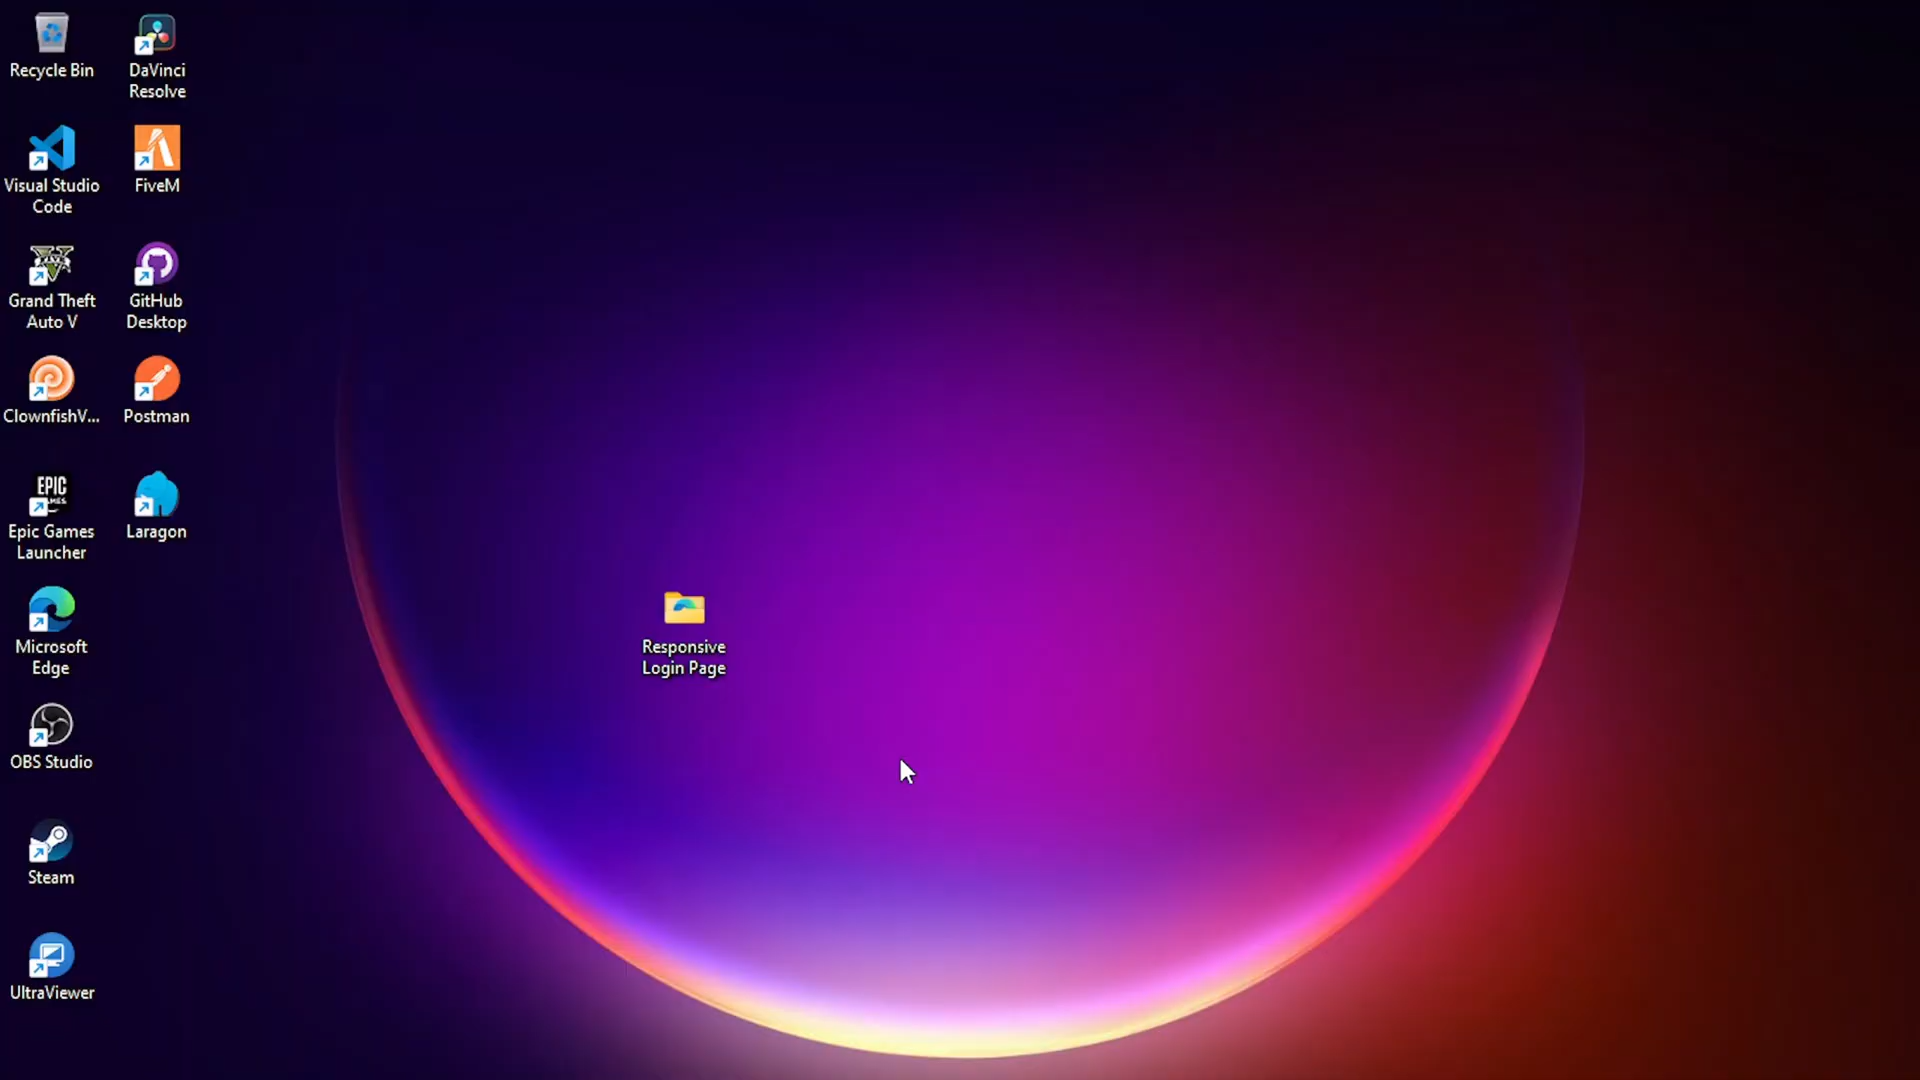 Recycle Bin
DaVinci
Resolve
Visual Studio
Code
FiveM
Grand Theft
Auto V
GitHub
Desktop
ClownfishV...
Postman
EPIC
GAMES
Epic Games
Launcher
Laragon
Microsoft
Edge
Responsive
Login Page
OBS Studio
Steam
UltraViewer